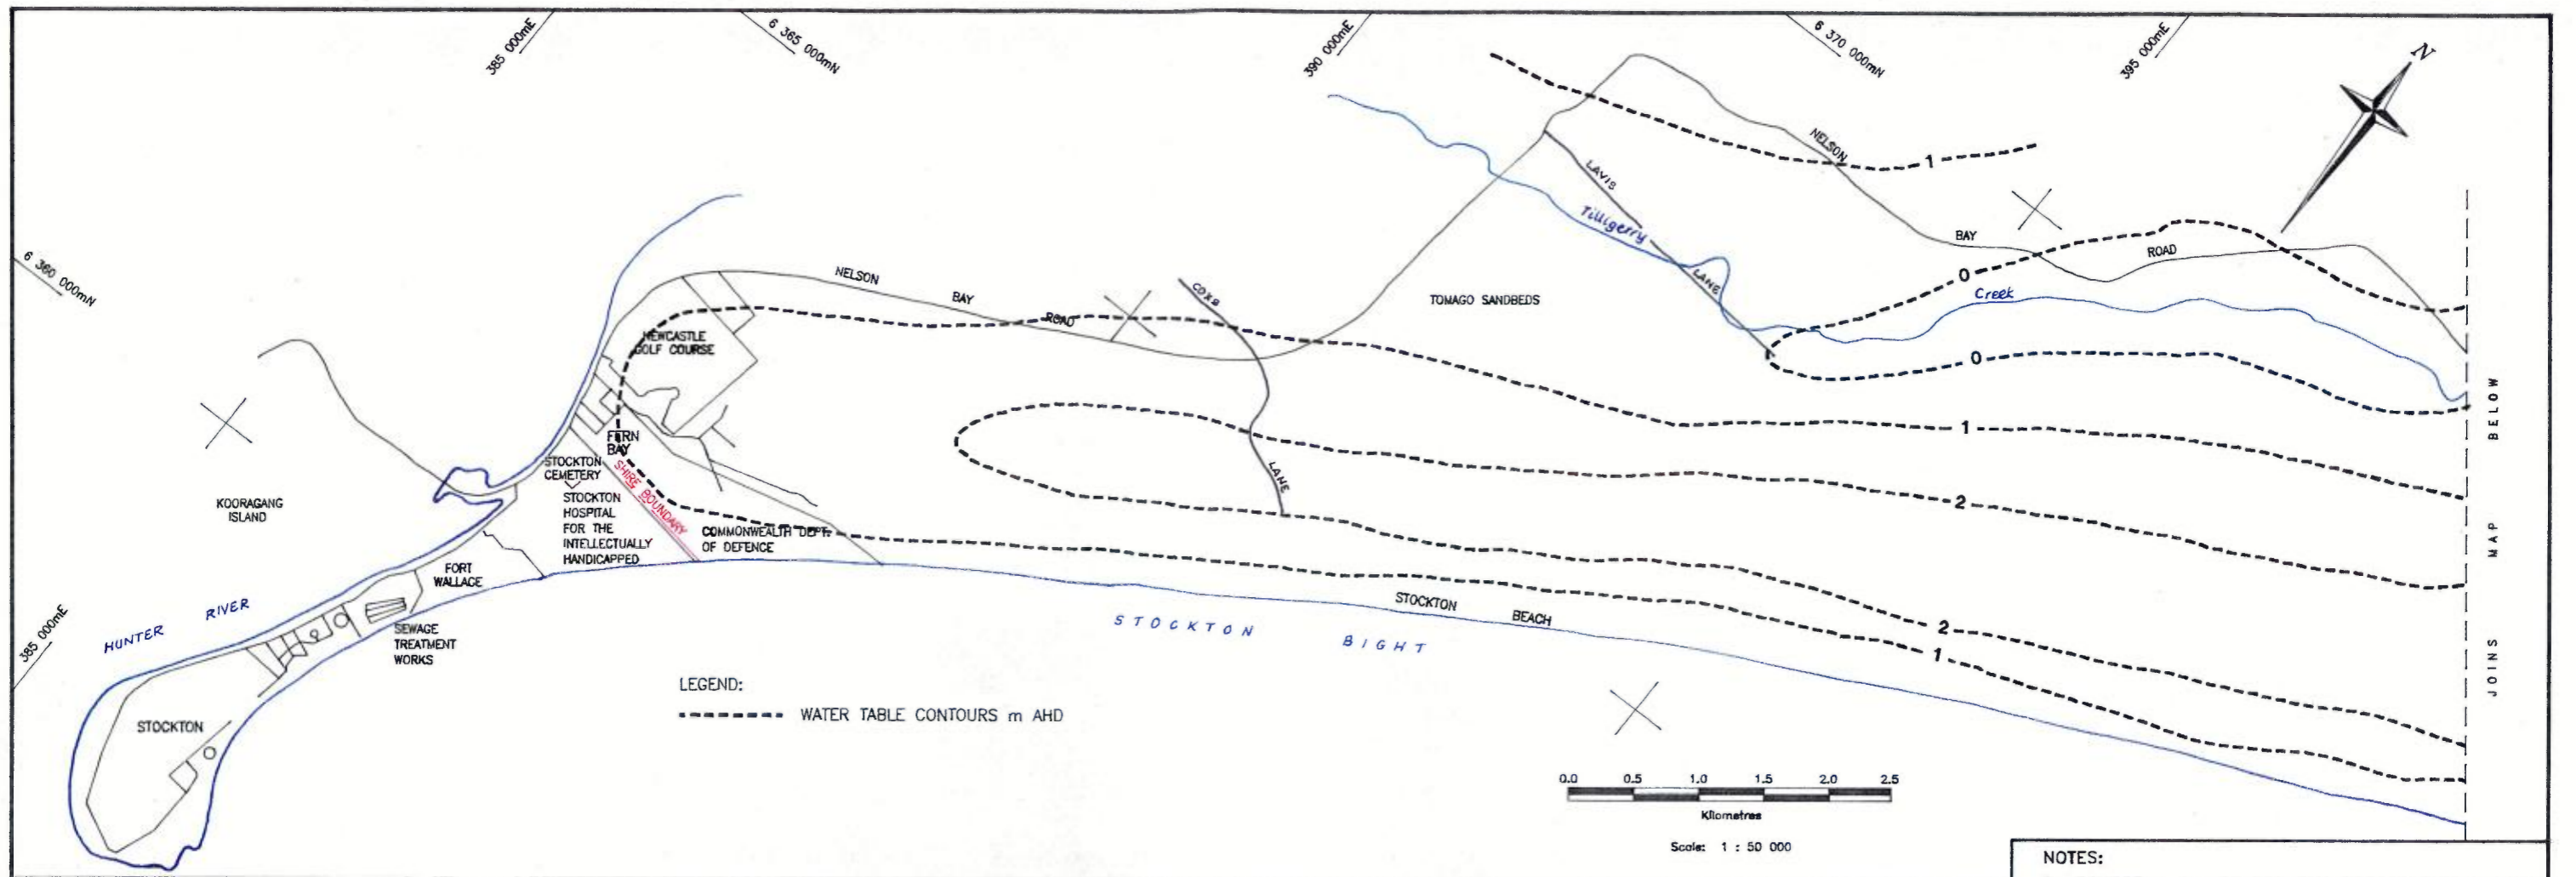 385 000mE
6 365 000mN
390 000mE
6 370 000mN
395 000mE
N
6 360 000mN
NELSON
1
LAVIS
Tilligerry
LANE
BAY
ROAD
0
Creek
NELSON
BAY
ROAD
COXS
TOMAGO SANDBEDS
NEWCASTLE
GOLF COURSE
0
1
2
LANE
FERN
BAY
STOCKTON
CEMETERY
SHIRE BOUNDARY
STOCKTON
HOSPITAL
FOR THE
INTELLECTUALLY
HANDICAPPED
COMMONWEALTH DEPT.
OF DEFENCE
KOORAGANG
ISLAND
FORT
WALLACE
HUNTER RIVER
385 000mE
SEWAGE
TREATMENT
WORKS
STOCKTON
STOCKTON BEACH
STOCKTON BIGHT
2
1
JOINS MAP BELOW
LEGEND:
WATER TABLE CONTOURS m AHD
0.0 0.5 1.0 1.5 2.0 2.5
Kilometres
Scale: 1 : 50 000
NOTES: